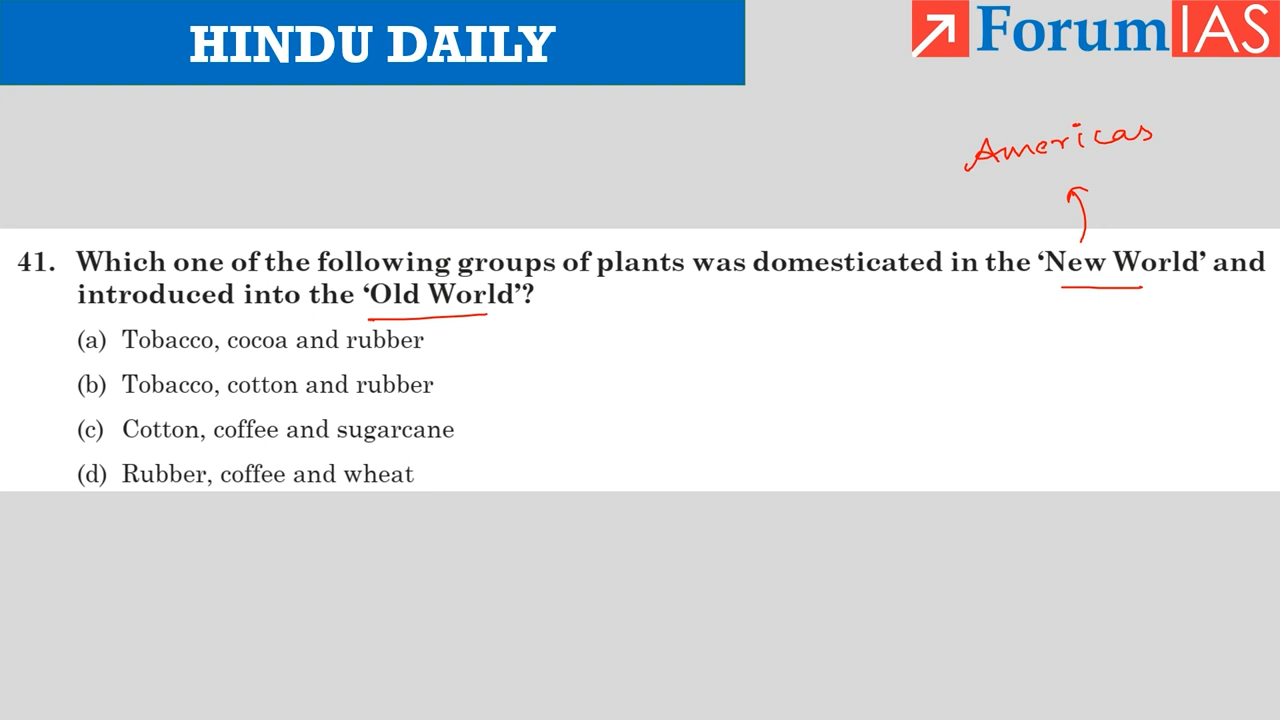 HINDU DAILY
Forum IAS
Americas
41. Which one of the following groups of plants was domesticated in the ‘New World’ and
introduced into the ‘Old World’?
(a) Tobacco, cocoa and rubber
(b) Tobacco, cotton and rubber
(c) Cotton, coffee and sugarcane
(d) Rubber, coffee and wheat